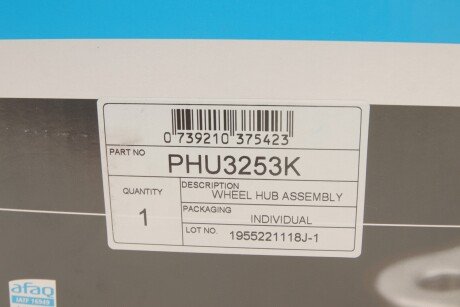 0 739210 375423
PART NO PHU3253K
QUANTITY
1
DESCRIPTION
WHEEL HUB ASSEMBLY
PACKAGING
INDIVIDUAL
LOT NO. 1955221118J-1
afaq
IATF 16949